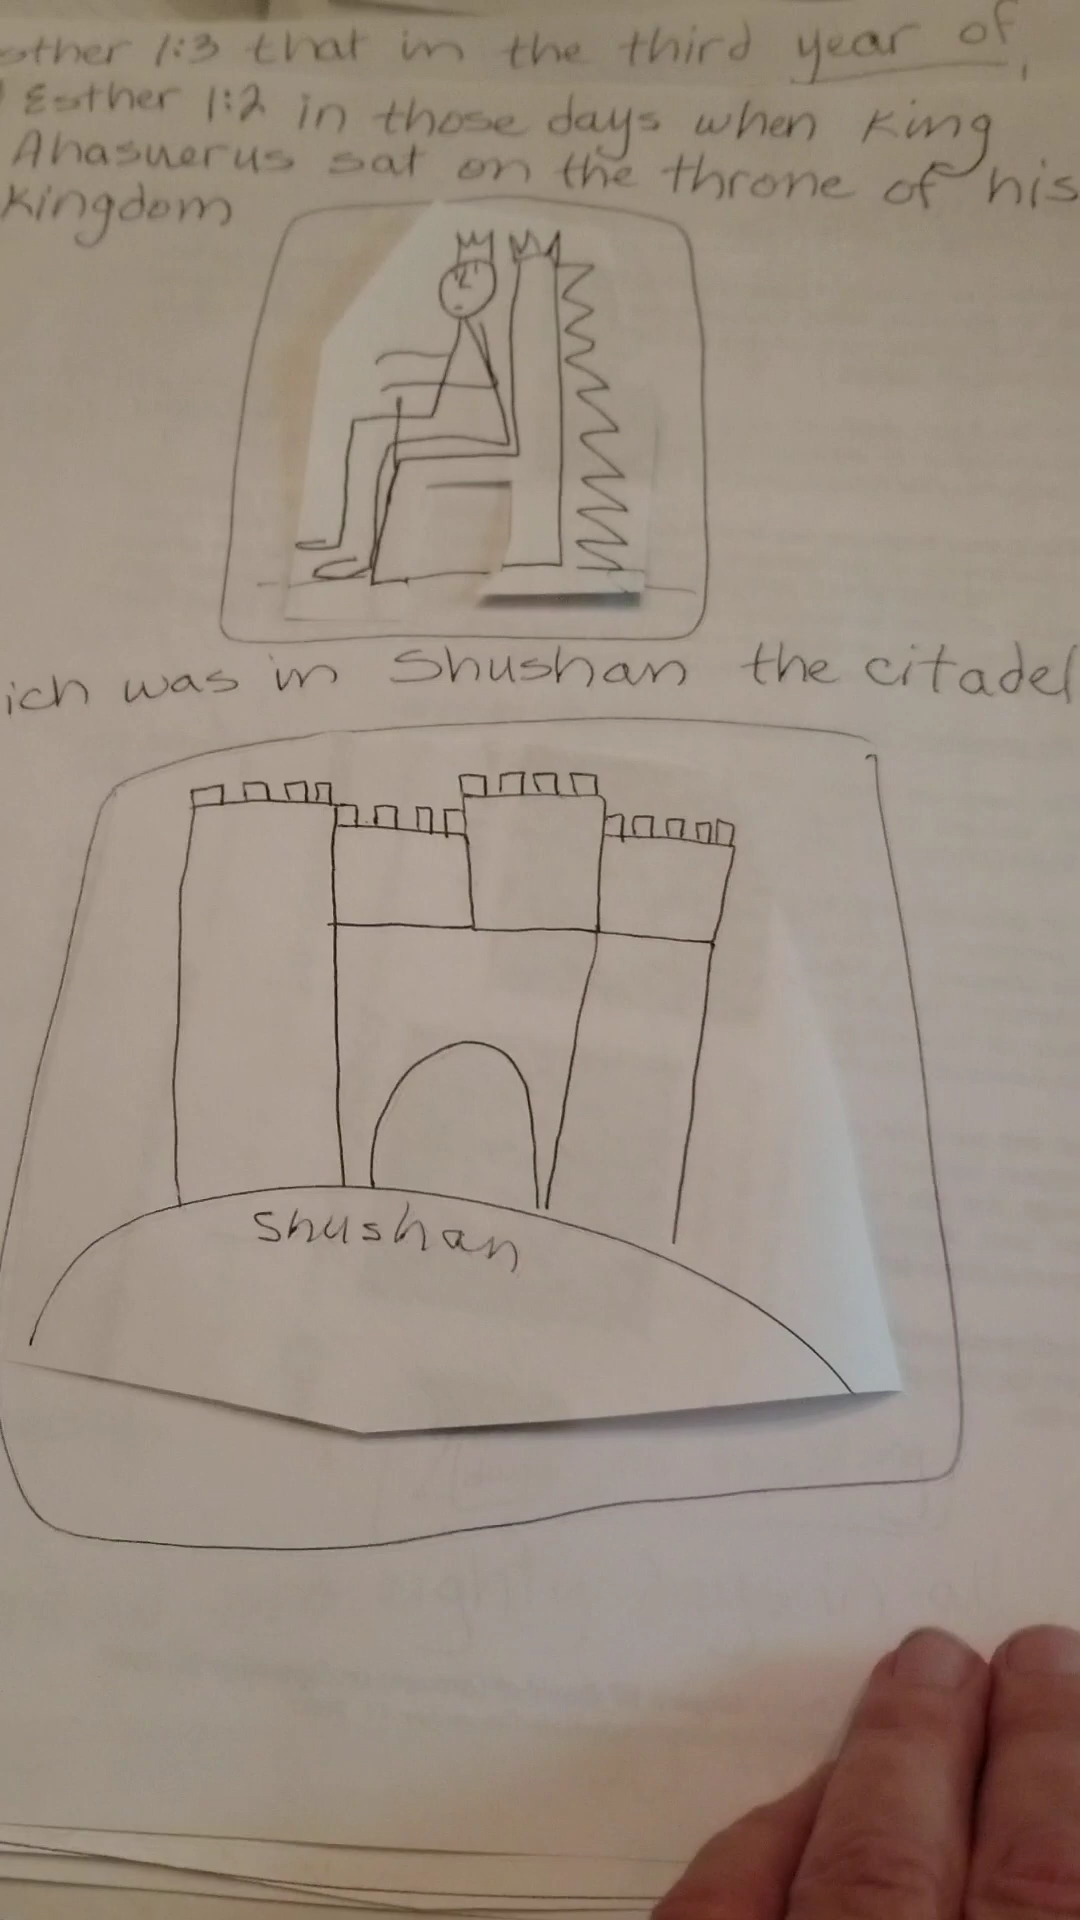 sther 1:3 that in the third year of
Esther 1:2 in those days when King
Ahasuerus sat on the throne of his
kingdom
ich was in Shushan the citadel
Shushan